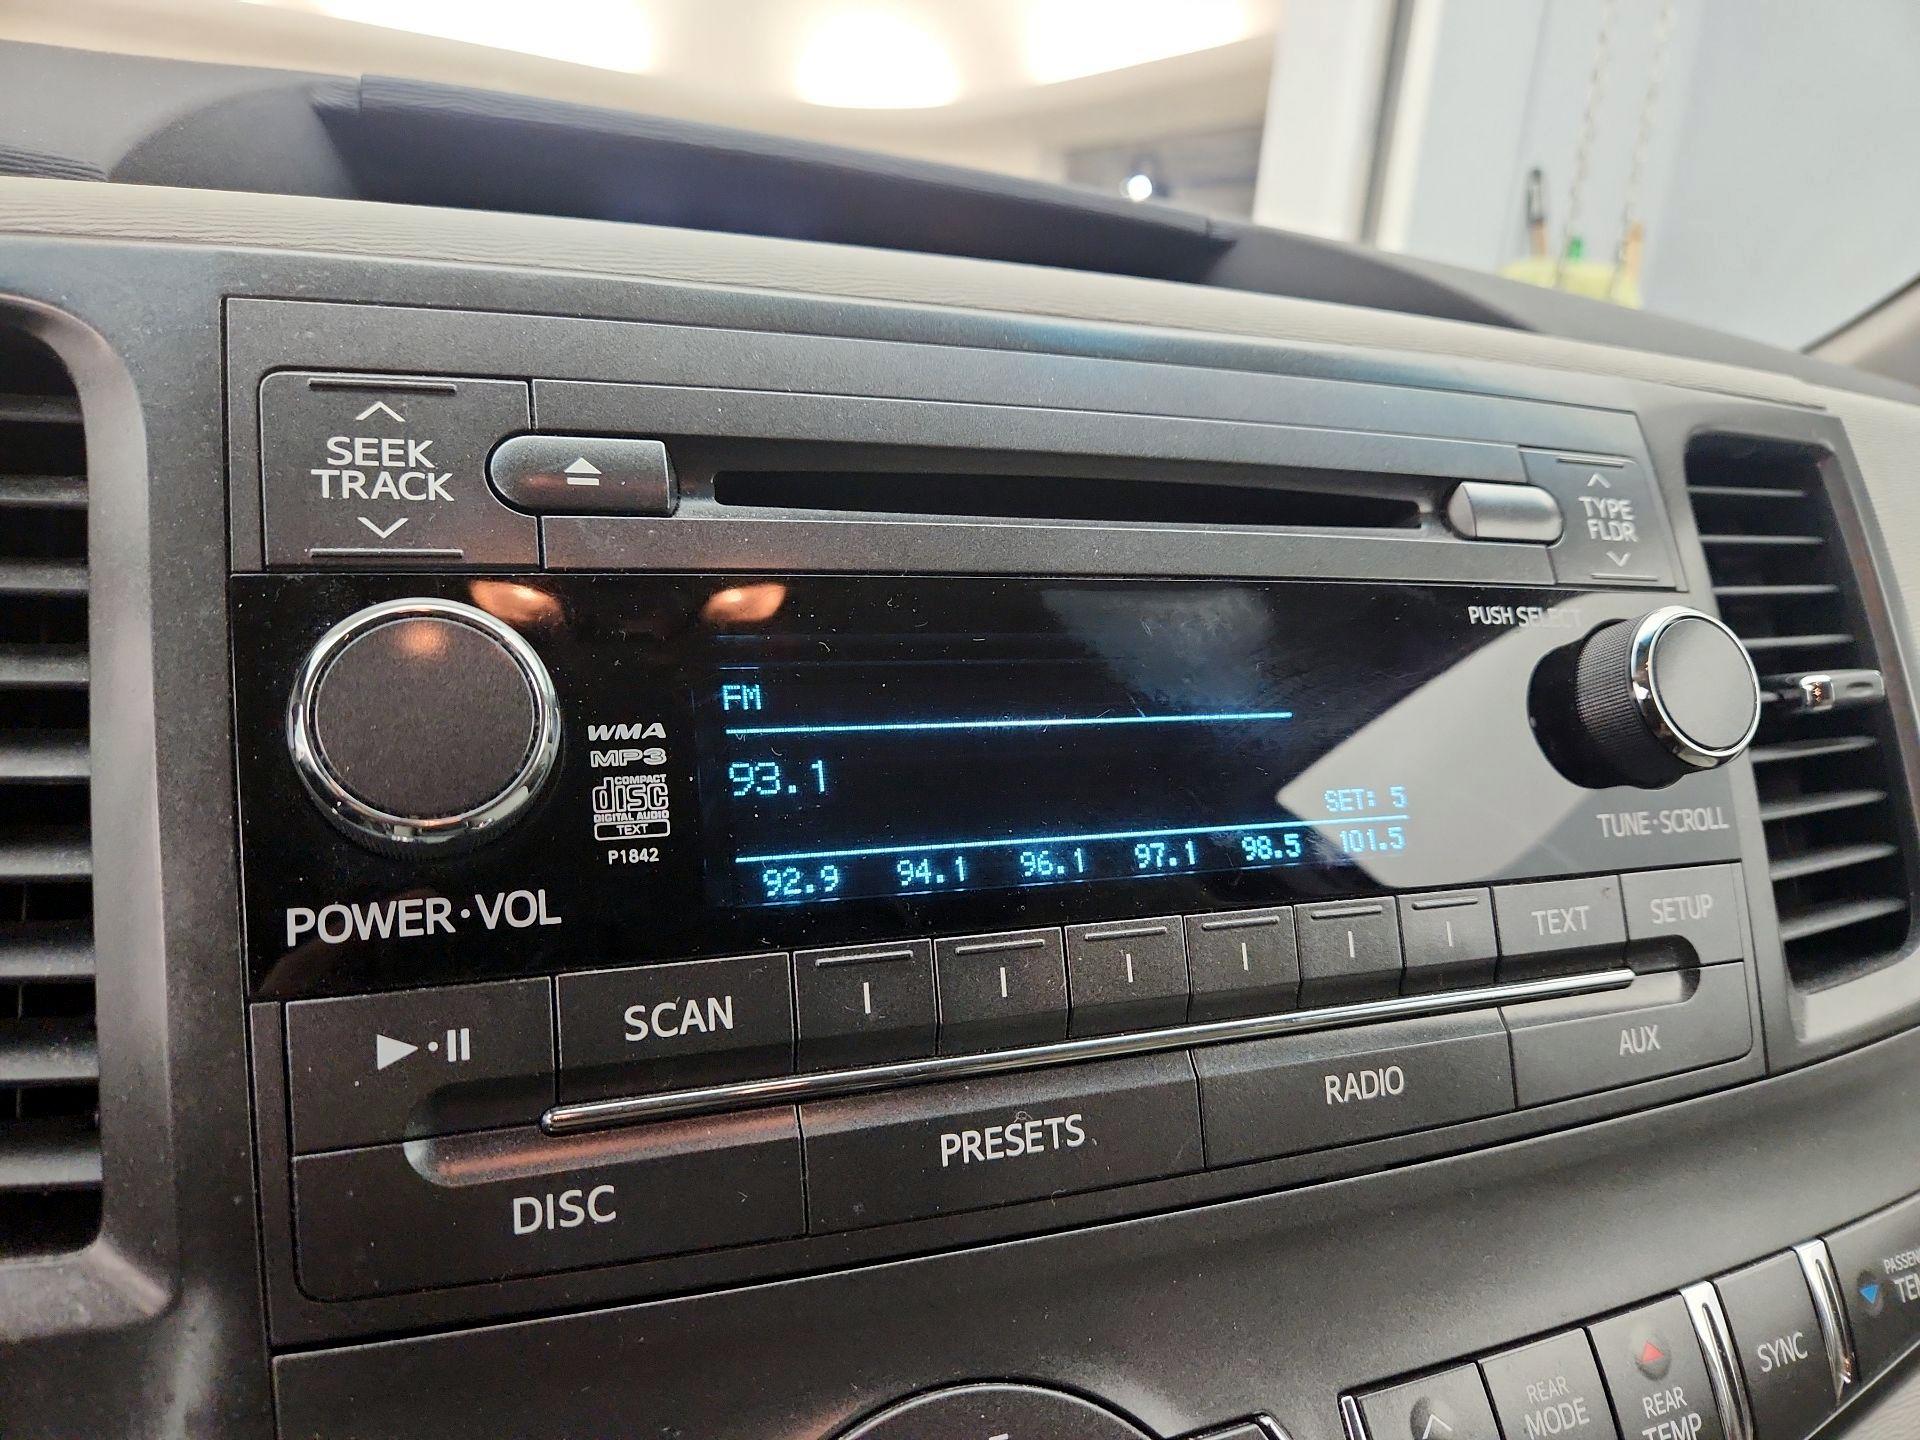 SEEK
TRACK
TYPE
FLDR
PUSH SELECT
FM
WMA
MP3
COMPACT
disc
DIGITAL AUDIO
TEXT
P1842
93.1
SET: 5
92.9 94.1 96.1 97.1 98.5 101.5
TUNE·SCROLL
POWER·VOL
SCAN
TEXT
SETUP
DISC
PRESETS
RADIO
AUX
REAR
MODE
REAR
TEMP
SYNC